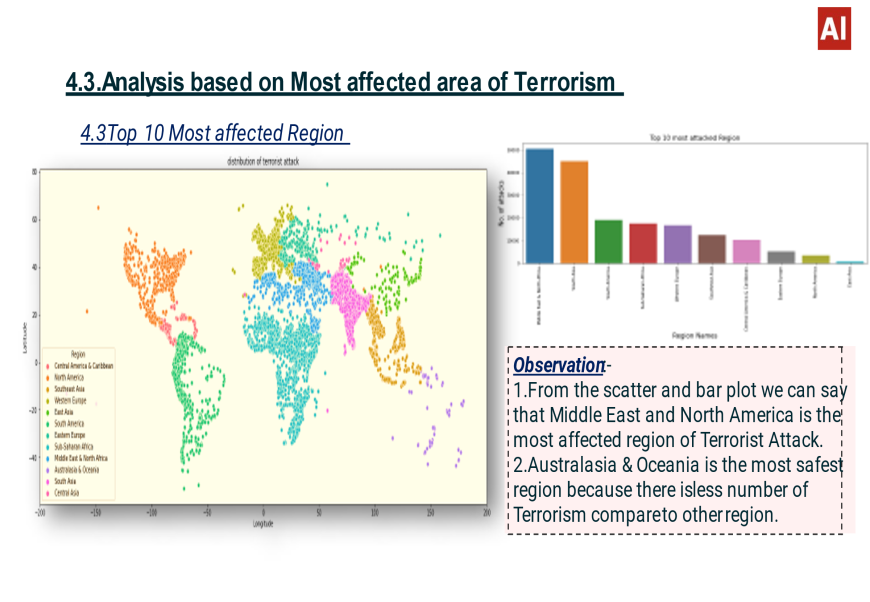 AI
4.3.Analysis based on Most affected area of Terrorism
4.3Top 10 Most affected Region
distribution of terrorist attack
80
60
40
20
0
−20
−40
Latitude
−200
−150
−100
−50
0
50
100
150
200
Longitude
Region
Central America & Caribbean
North America
Southeast Asia
Western Europe
East Asia
South America
Eastern Europe
Sub-Saharan Africa
Middle East & North Africa
Australasia & Oceania
South Asia
Central Asia
Top 10 most attacked Region
No. of attacks
Middle East & North Africa
South Asia
South America
Sub-Saharan Africa
Western Europe
Southeast Asia
Central America & Caribbean
Eastern Europe
North America
East Asia
Region Names
Observation:-
1.From the scatter and bar plot we can say
that Middle East and North America is the
most affected region of Terrorist Attack.
2.Australasia & Oceania is the most safest
region because there isless number of
Terrorism compareto other region.